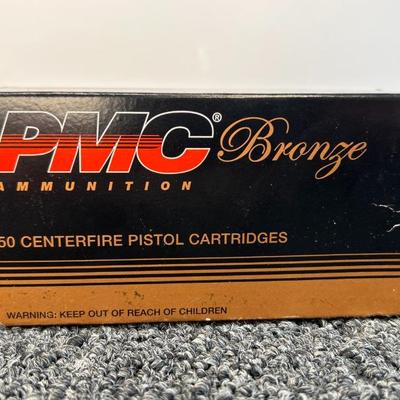 PMC® Bronze
AMMUNITION
50 CENTERFIRE PISTOL CARTRIDGES
WARNING: KEEP OUT OF REACH OF CHILDREN